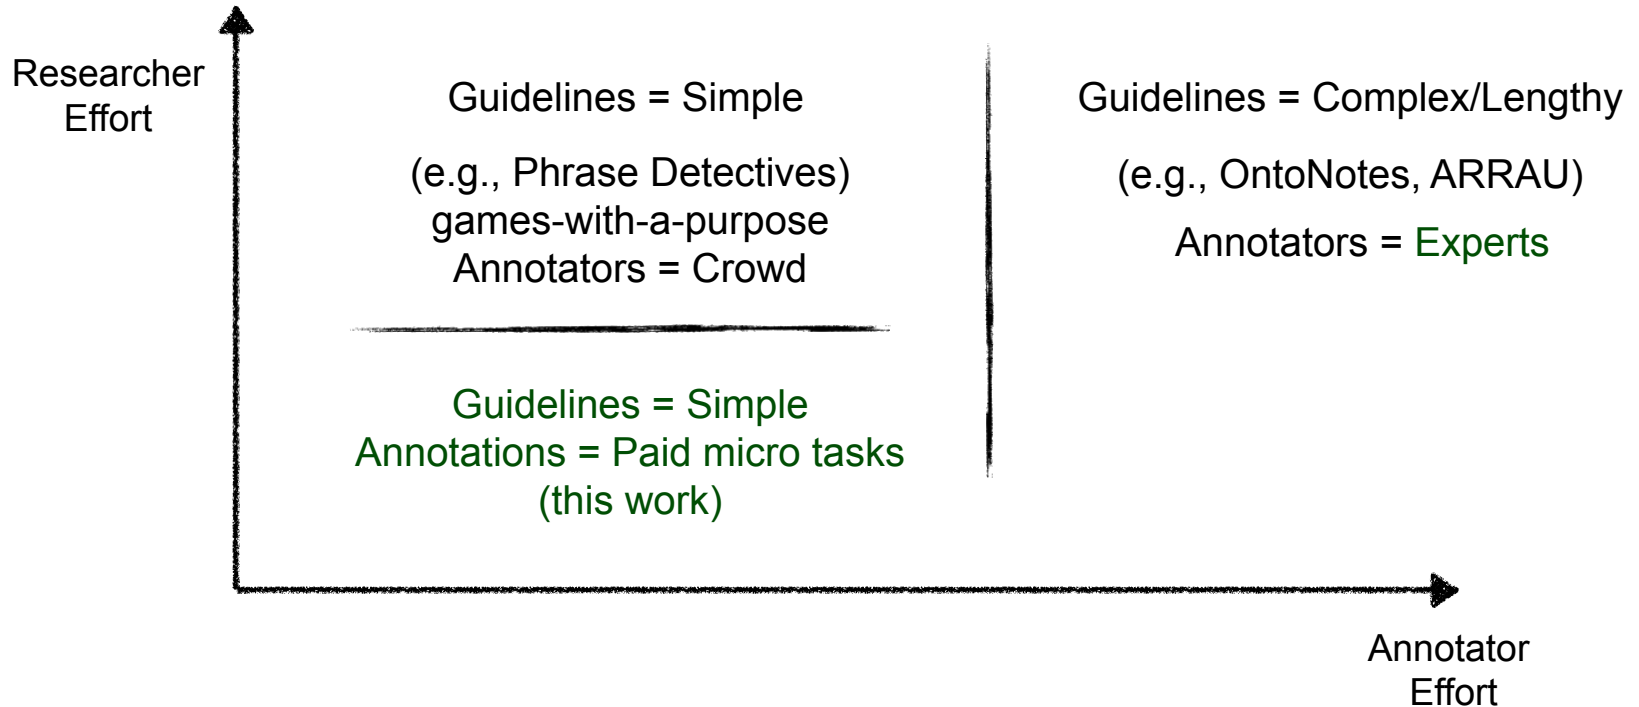 Researcher
Effort
Guidelines = Simple
(e.g., Phrase Detectives)
games-with-a-purpose
Annotators = Crowd
Guidelines = Complex/Lengthy
(e.g., OntoNotes, ARRAU)
Annotators = Experts
Guidelines = Simple
Annotations = Paid micro tasks
(this work)
Annotator
Effort